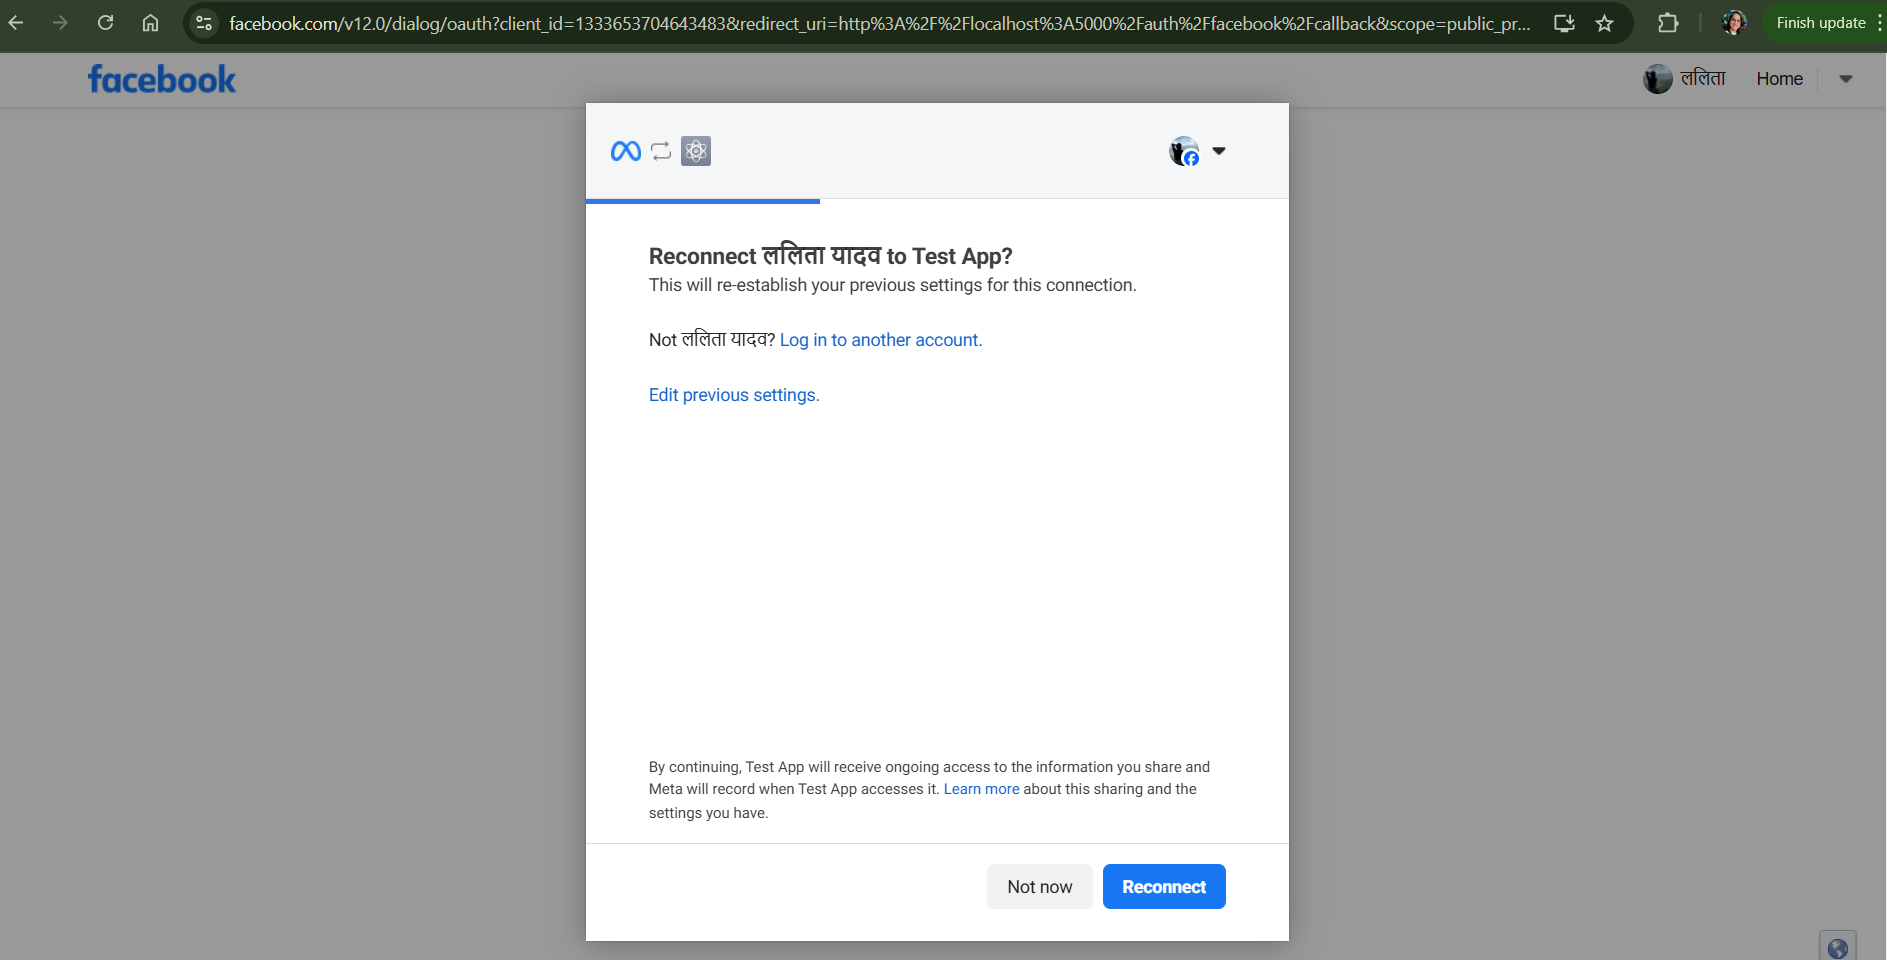 facebook.com/v12.0/dialog/oauth?client_id=1333653704643483&redirect_uri=http%3A%2F%2Flocalhost%3A5000%2Fauth%2Ffacebook%2Fcallback&scope=public_pr...
Finish update
facebook
ललिता
Home
Reconnect ललिता यादव to Test App?
This will re-establish your previous settings for this connection.
Not ललिता यादव? Log in to another account.
Edit previous settings.
By continuing, Test App will receive ongoing access to the information you share and
Meta will record when Test App accesses it. Learn more about this sharing and the
settings you have.
Not now
Reconnect